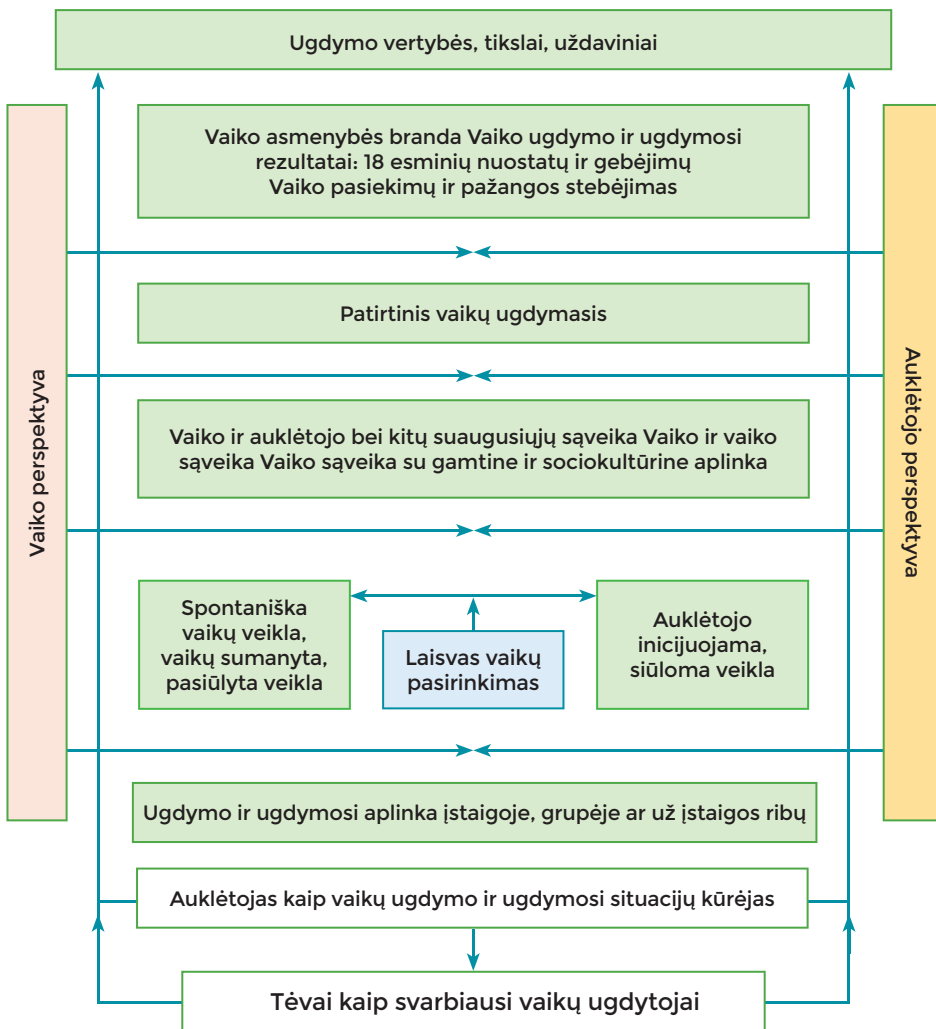 Ugdymo vertybės, tikslai, uždaviniai
Vaiko asmenybės branda Vaiko ugdymo ir ugdymosi
rezultatai: 18 esminių nuostatų ir gebėjimų
Vaiko pasiekimų ir pažangos stebėjimas
Patirtinis vaikų ugdymasis
Vaiko perspektyva
Auklėtojo perspektyva
Vaiko ir auklėtojo bei kitų suaugusiųjų sąveika Vaiko ir vaiko
sąveika Vaiko sąveika su gamtine ir sociokultūrine aplinka
Spontaniška
vaikų veikla,
vaikų sumanyta,
pasiūlyta veikla
Laisvas vaikų
pasirinkimas
Auklėtojo
inicijuojama,
siūloma veikla
Ugdymo ir ugdymosi aplinka įstaigoje, grupėje ar už įstaigos ribų
Auklėtojas kaip vaikų ugdymo ir ugdymosi situacijų kūrėjas
Tėvai kaip svarbiausi vaikų ugdytojai